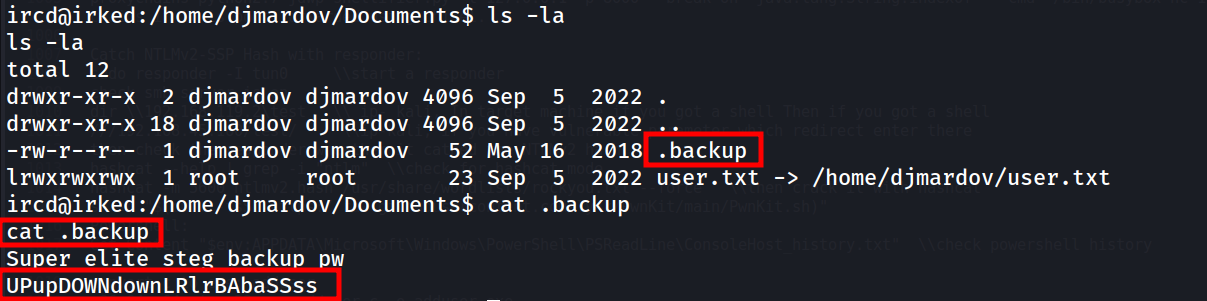 ircd@irked:/home/djmardov/Documents$ ls -la
ls -la
total 12
drwxr-xr-x  2 djmardov djmardov 4096 Sep  5  2022 .
drwxr-xr-x 18 djmardov djmardov 4096 Sep  5  2022 ..
-rw-r--r--  1 djmardov djmardov   52 May 16  2018 .backup
lrwxrwxrwx  1 root     root       23 Sep  5  2022 user.txt -> /home/djmardov/user.txt
ircd@irked:/home/djmardov/Documents$ cat .backup
cat .backup
Super elite steg backup pw
UPupDOWNdownLRlrBAbaSSss